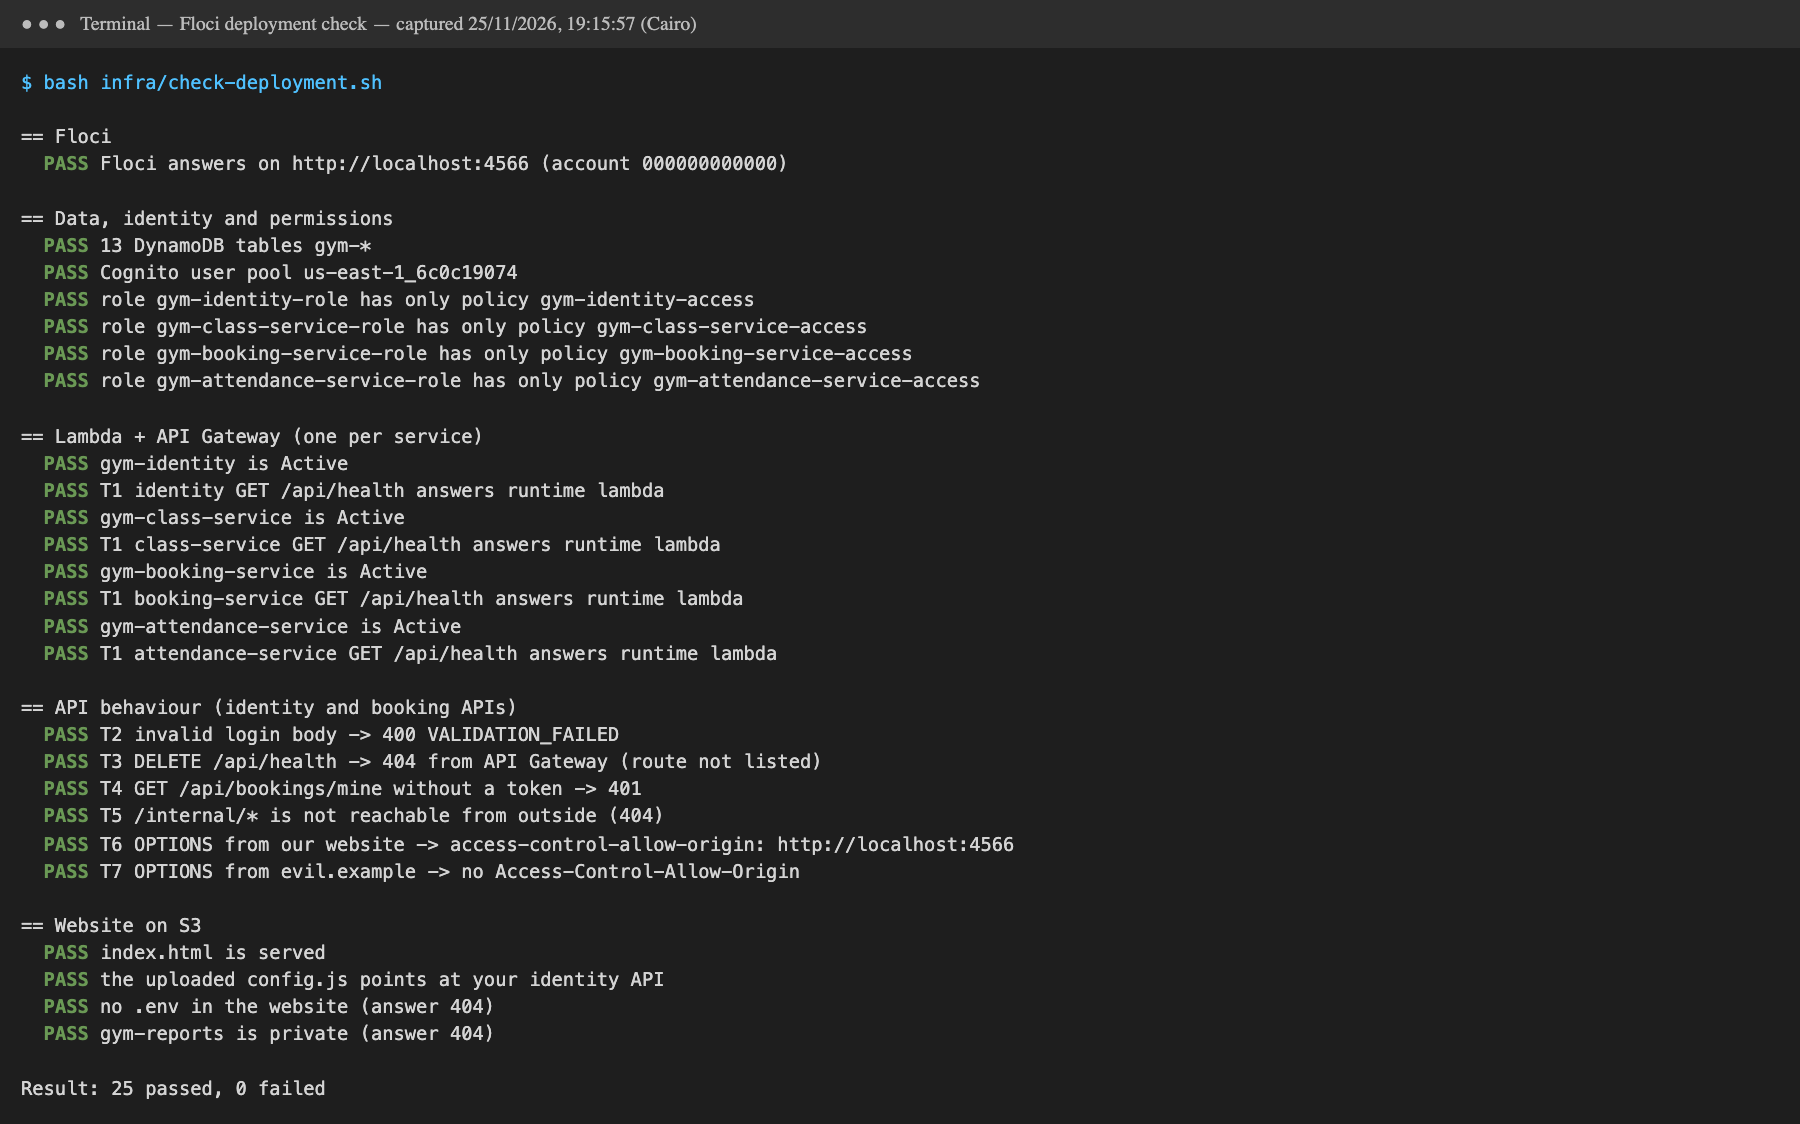 Terminal — Floci deployment check — captured 25/11/2026, 19:15:57 (Cairo)
$ bash infra/check-deployment.sh
== Floci
PASS Floci answers on http://localhost:4566 (account 000000000000)
== Data, identity and permissions
PASS 13 DynamoDB tables gym-*
PASS Cognito user pool us-east-1_6c0c19074
PASS role gym-identity-role has only policy gym-identity-access
PASS role gym-class-service-role has only policy gym-class-service-access
PASS role gym-booking-service-role has only policy gym-booking-service-access
PASS role gym-attendance-service-role has only policy gym-attendance-service-access
== Lambda + API Gateway (one per service)
PASS gym-identity is Active
PASS T1 identity GET /api/health answers runtime lambda
PASS gym-class-service is Active
PASS T1 class-service GET /api/health answers runtime lambda
PASS gym-booking-service is Active
PASS T1 booking-service GET /api/health answers runtime lambda
PASS gym-attendance-service is Active
PASS T1 attendance-service GET /api/health answers runtime lambda
== API behaviour (identity and booking APIs)
PASS T2 invalid login body -> 400 VALIDATION_FAILED
PASS T3 DELETE /api/health -> 404 from API Gateway (route not listed)
PASS T4 GET /api/bookings/mine without a token -> 401
PASS T5 /internal/* is not reachable from outside (404)
PASS T6 OPTIONS from our website -> access-control-allow-origin: http://localhost:4566
PASS T7 OPTIONS from evil.example -> no Access-Control-Allow-Origin
== Website on S3
PASS index.html is served
PASS the uploaded config.js points at your identity API
PASS no .env in the website (answer 404)
PASS gym-reports is private (answer 404)
Result: 25 passed, 0 failed